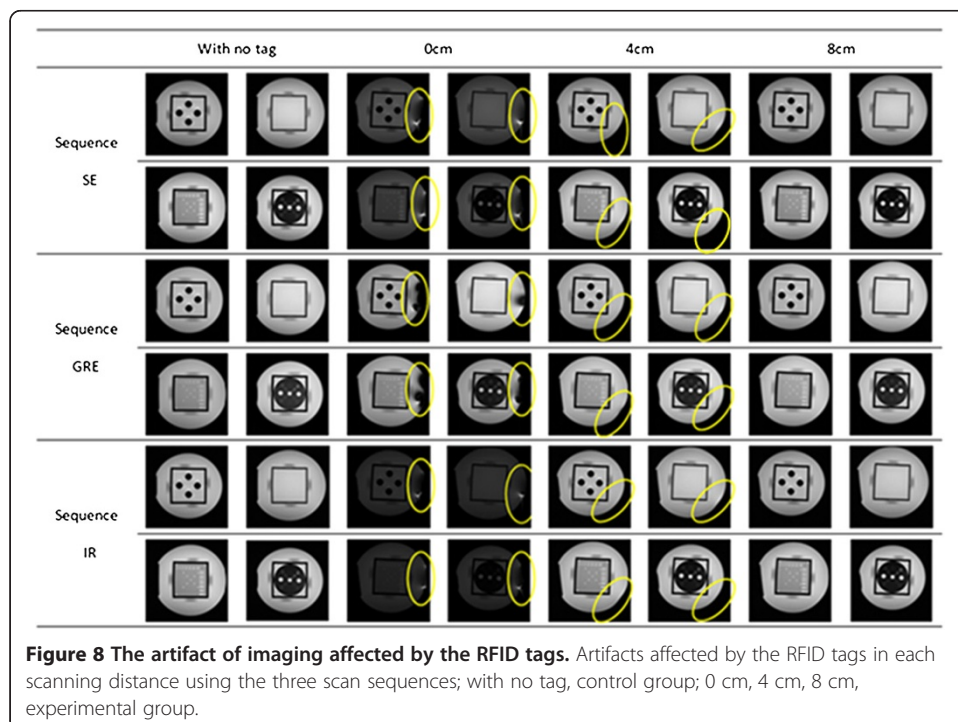 With no tag 0cm 4cm 8cm
Sequence
SE
Sequence
GRE
Sequence
IR
Figure 8 The artifact of imaging affected by the RFID tags. Artifacts affected by the RFID tags in each
scanning distance using the three scan sequences; with no tag, control group; 0 cm, 4 cm, 8 cm,
experimental group.